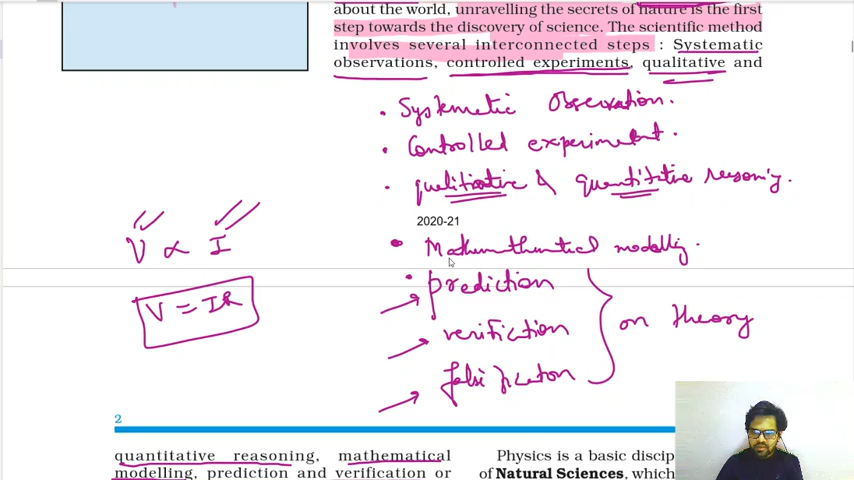 about the world, unravelling the secrets of nature is the first
step towards the discovery of science. The scientific method
involves several interconnected steps : Systematic
observations, controlled experiments, qualitative and
• Systematic Observation.
• Controlled experiment.
• qualitative & quantitative reasoning.
2020-21
V ∝ I
• Mathematical modelling.
• prediction
V = IR
verification
on theory
falsification
2
quantitative reasoning, mathematical
modelling, prediction and verification or
Physics is a basic discip
of Natural Sciences, which